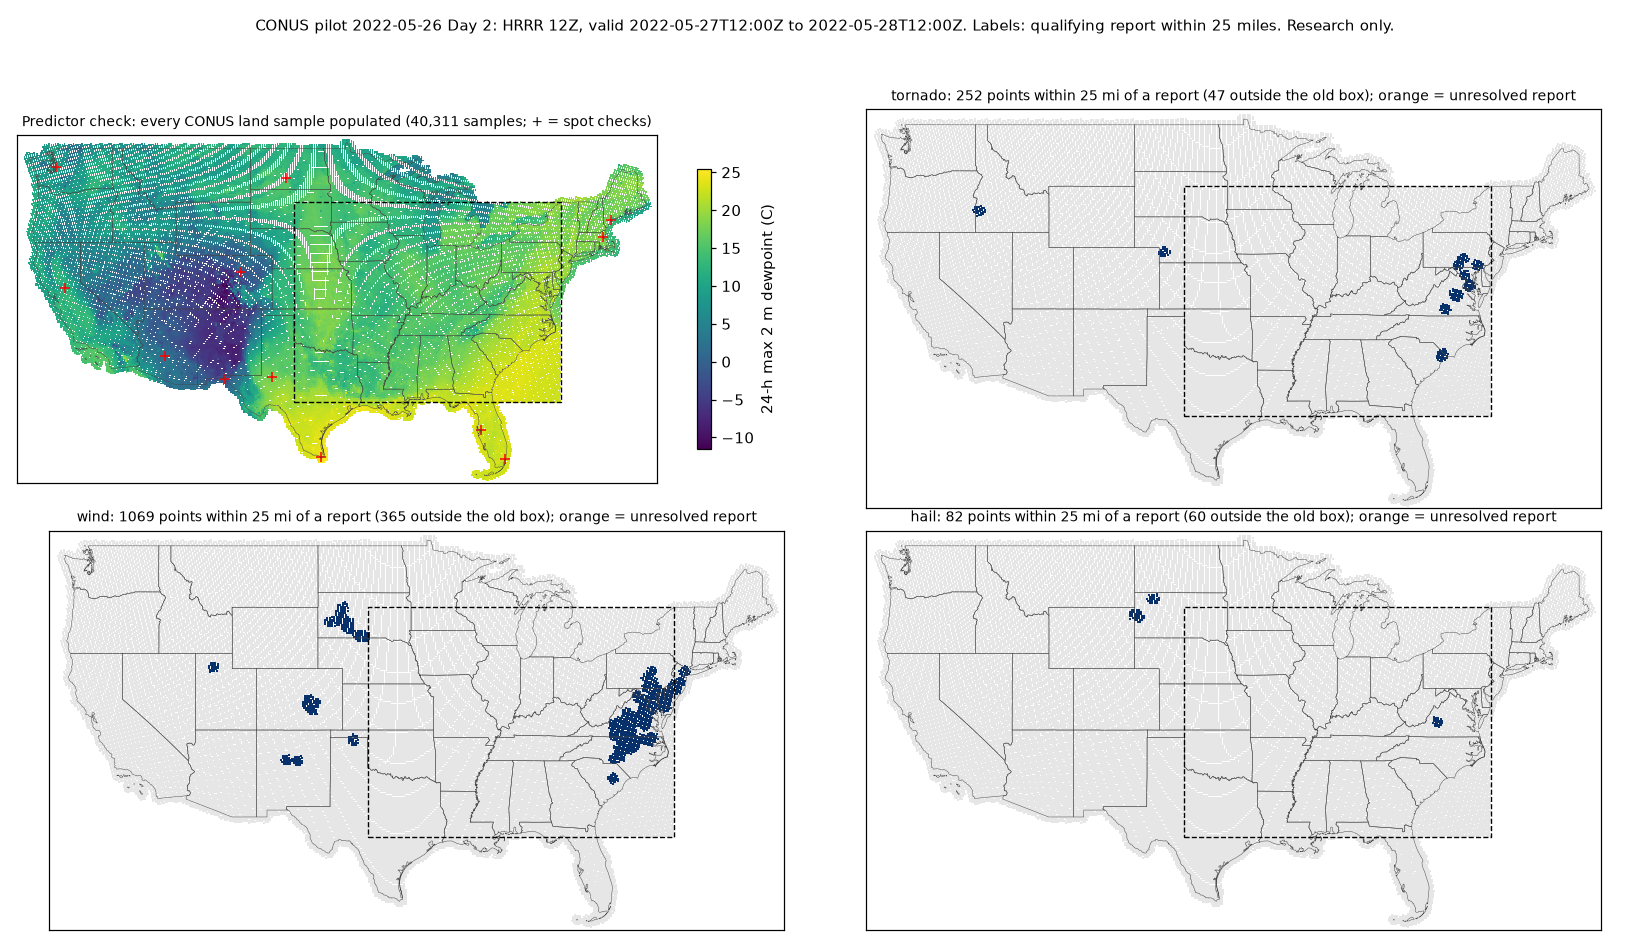 CONUS pilot 2022-05-26 Day 2: HRRR 12Z, valid 2022-05-27T12:00Z to 2022-05-28T12:00Z. Labels: qualifying report within 25 miles. Research only.
Predictor check: every CONUS land sample populated (40,311 samples; + = spot checks)
25
20
15
10
5
0
−5
−10
24-h max 2 m dewpoint (C)
tornado: 252 points within 25 mi of a report (47 outside the old box); orange = unresolved report
wind: 1069 points within 25 mi of a report (365 outside the old box); orange = unresolved report
hail: 82 points within 25 mi of a report (60 outside the old box); orange = unresolved report